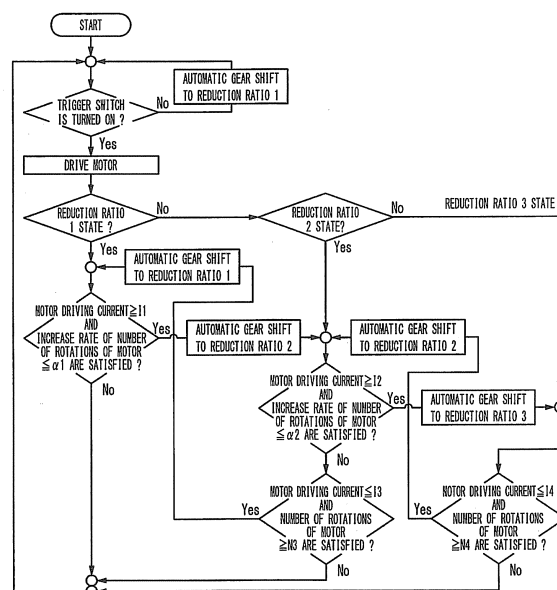 START
AUTOMATIC GEAR SHIFT
TO REDUCTION RATIO 1
TRIGGER SWITCH
IS TURNED ON ?
No
Yes
DRIVE MOTOR
REDUCTION RATIO
1 STATE ?
No
Yes
REDUCTION RATIO
2 STATE?
No
Yes
REDUCTION RATIO 3 STATE
AUTOMATIC GEAR SHIFT
TO REDUCTION RATIO 1
MOTOR DRIVING CURRENT≧I1
AND
INCREASE RATE OF NUMBER
OF ROTATIONS OF MOTOR
≦α1 ARE SATISFIED ?
Yes
No
AUTOMATIC GEAR SHIFT
TO REDUCTION RATIO 2
AUTOMATIC GEAR SHIFT
TO REDUCTION RATIO 2
MOTOR DRIVING CURRENT≧I2
AND
INCREASE RATE OF NUMBER
OF ROTATIONS OF MOTOR
≦α2 ARE SATISFIED ?
Yes
No
AUTOMATIC GEAR SHIFT
TO REDUCTION RATIO 3
MOTOR DRIVING CURRENT≦I3
AND
NUMBER OF ROTATIONS
OF MOTOR
≧N3 ARE SATISFIED ?
Yes
No
MOTOR DRIVING CURRENT≦I4
AND
NUMBER OF ROTATIONS
OF MOTOR
≧N4 ARE SATISFIED ?
Yes
No